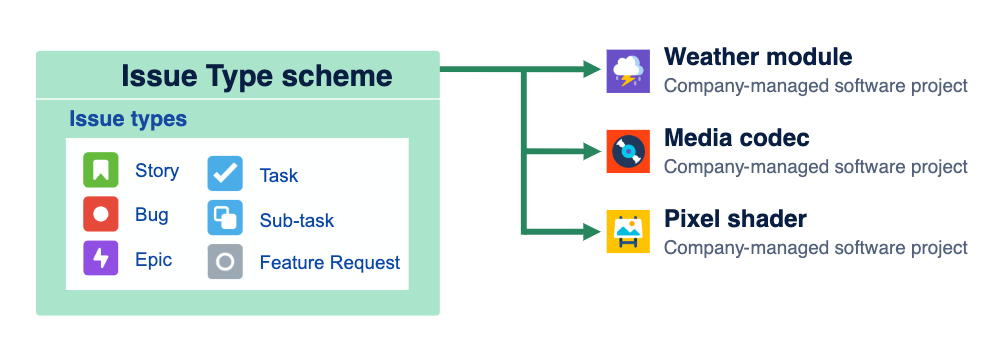 Issue Type scheme
Issue types
Story
Task
Bug
Sub-task
Epic
Feature Request
Weather module
Company-managed software project
Media codec
Company-managed software project
Pixel shader
Company-managed software project